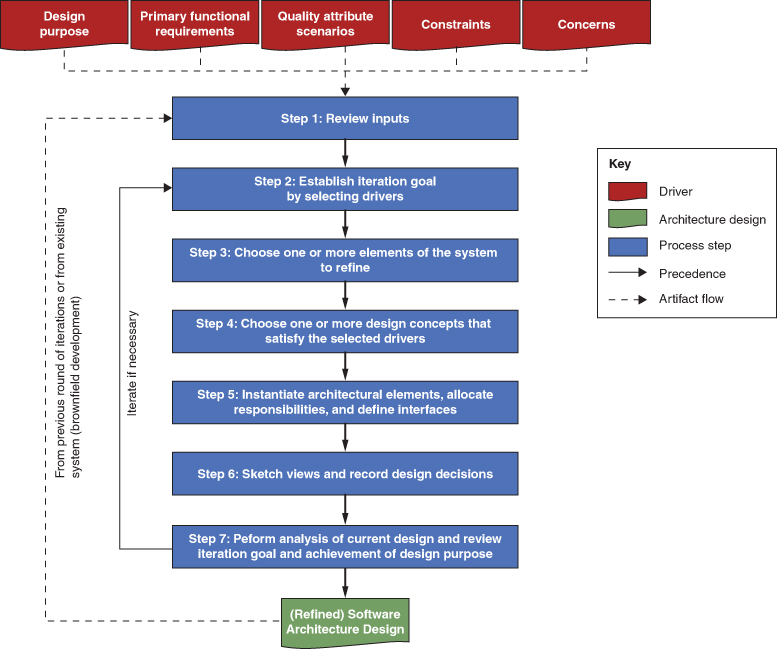 Design
purpose
Primary functional
requirements
Quality attribute
scenarios
Constraints
Concerns
Step 1: Review inputs
Step 2: Establish iteration goal
by selecting drivers
Step 3: Choose one or more elements of the system
to refine
Step 4: Choose one or more design concepts that
satisfy the selected drivers
Step 5: Instantiate architectural elements, allocate
responsibilities, and define interfaces
Step 6: Sketch views and record design decisions
Step 7: Peform analysis of current design and review
iteration goal and achievement of design purpose
(Refined) Software
Architecture Design
From previous round of iterations or from existing
system (brownfield development)
Iterate if necessary
Key
Driver
Architecture design
Process step
Precedence
Artifact flow